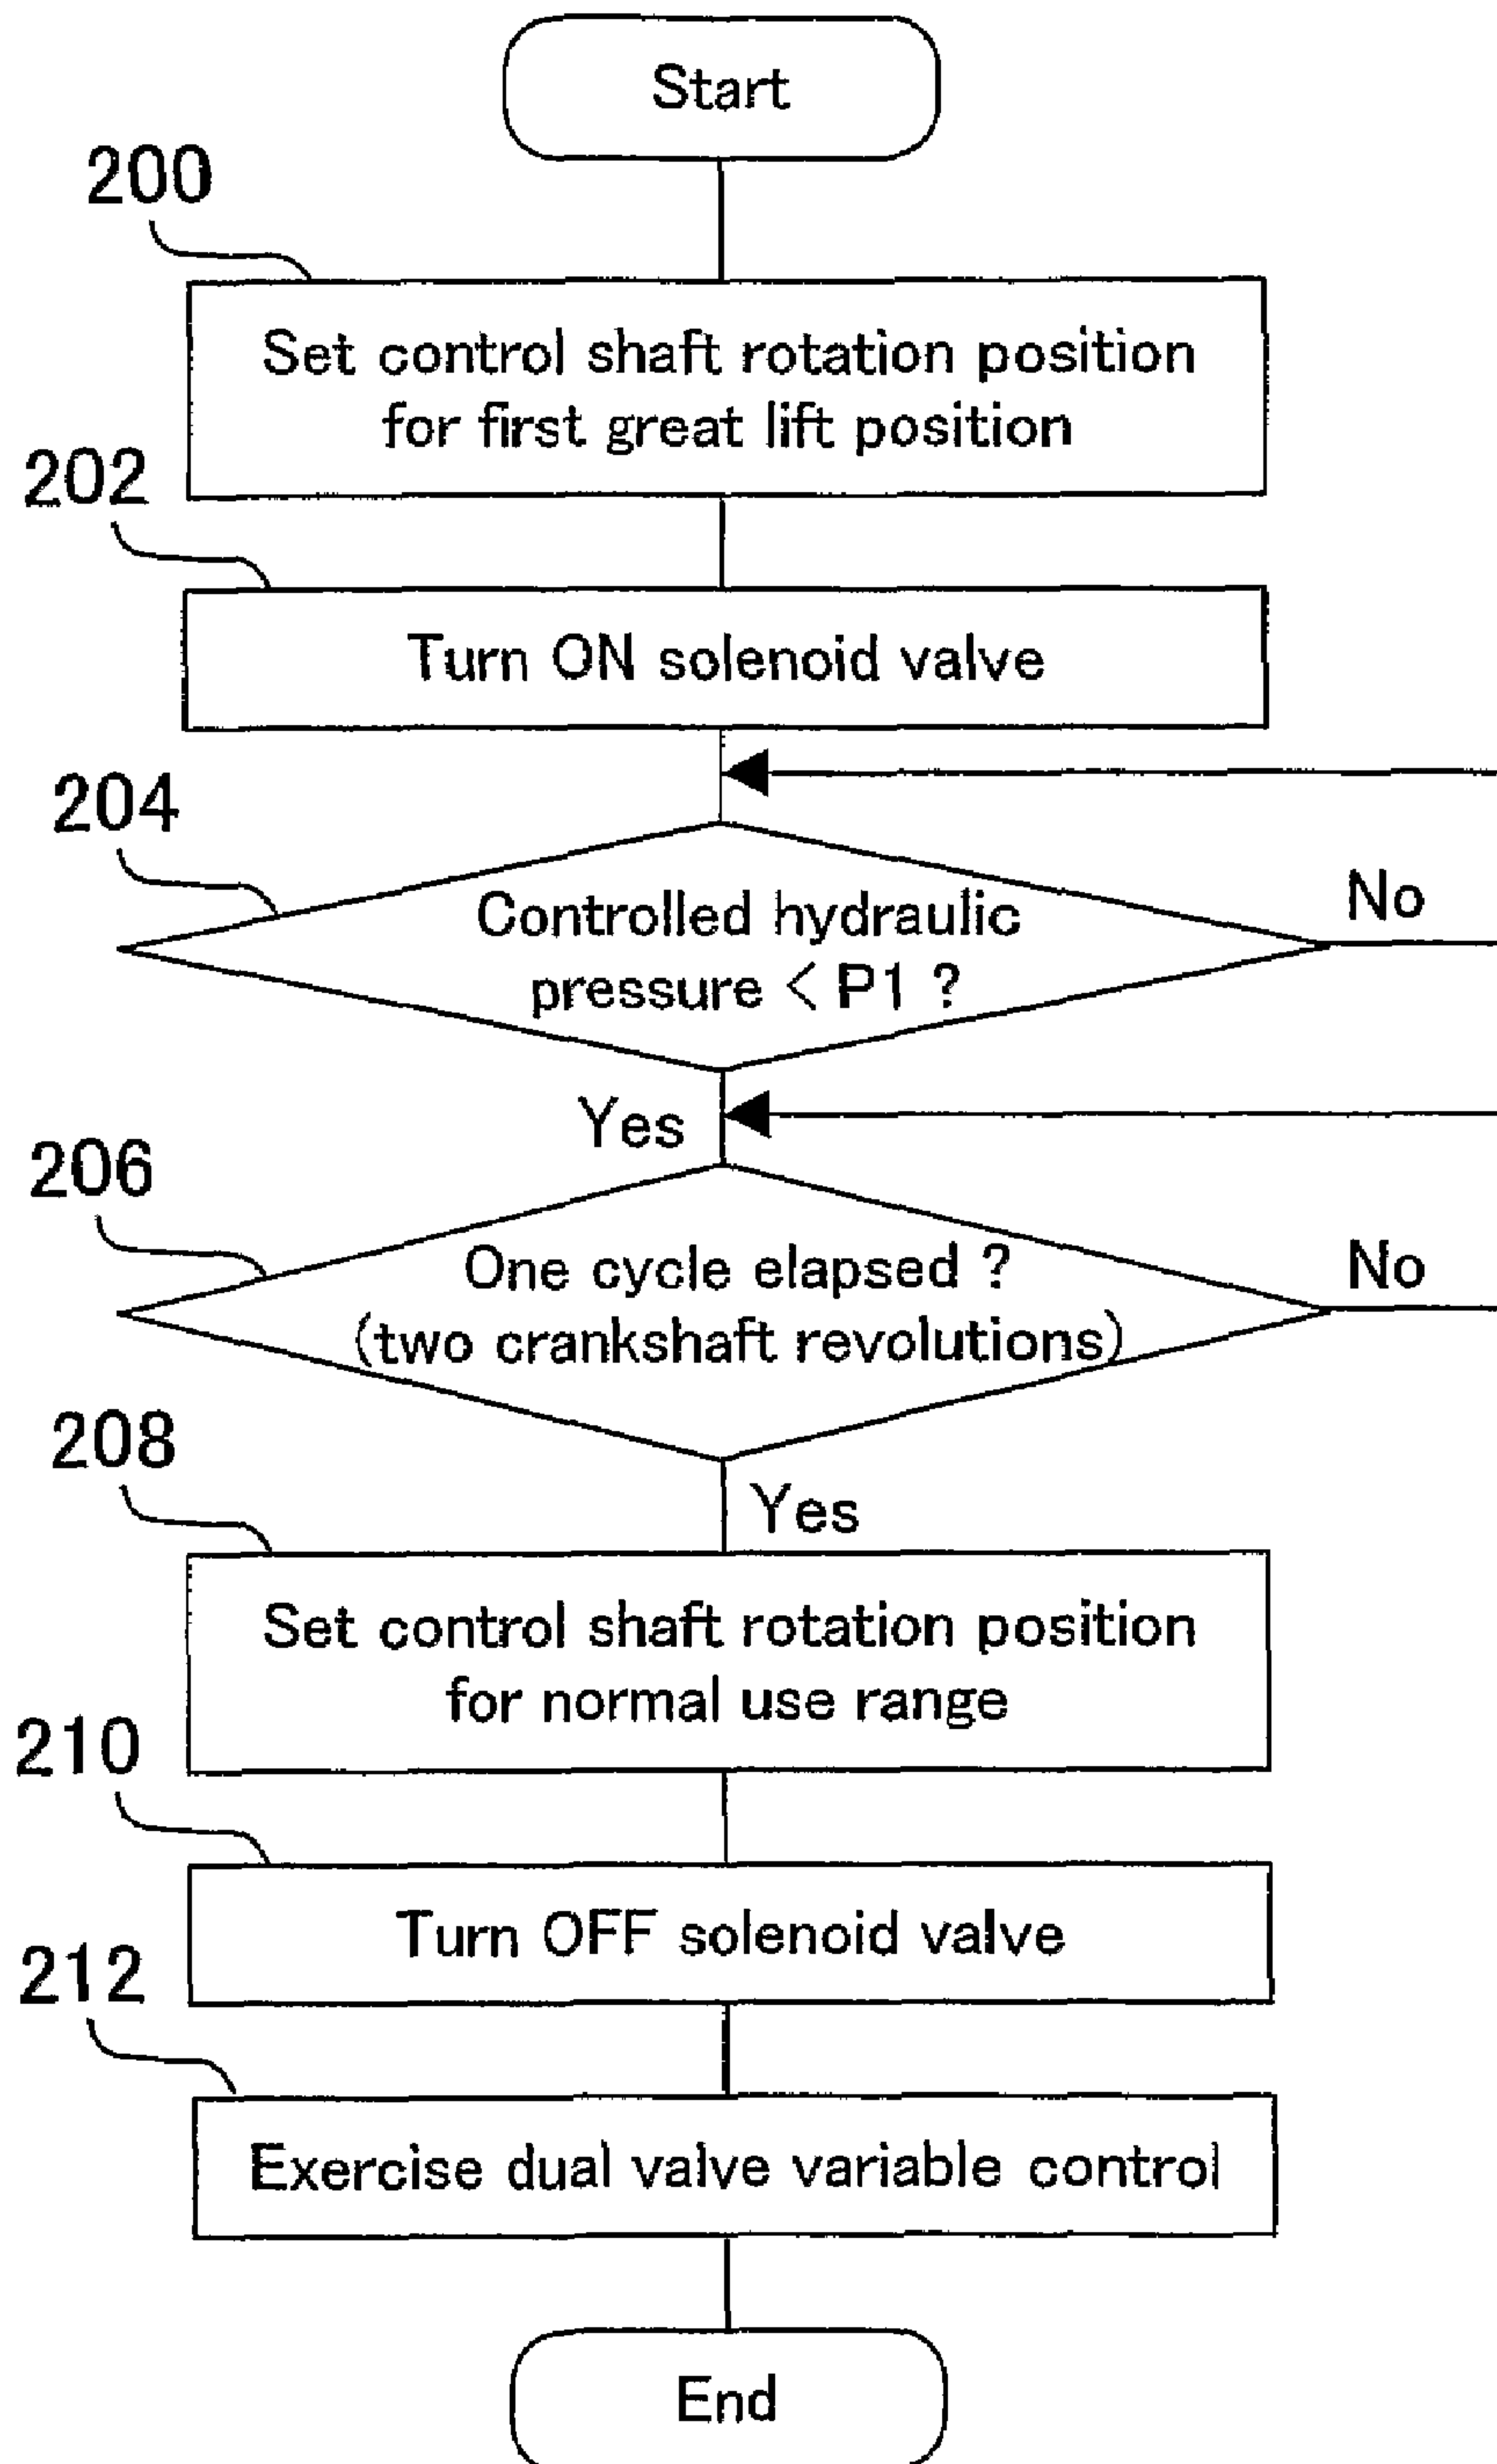 Start
200
Set control shaft rotation position
for first great lift position
202
Turn ON solenoid valve
204
Controlled hydraulic
pressure < P1 ?
No
Yes
206
One cycle elapsed ?
(two crankshaft revolutions)
No
208
Yes
Set control shaft rotation position
for normal use range
210
Turn OFF solenoid valve
212
Exercise dual valve variable control
End